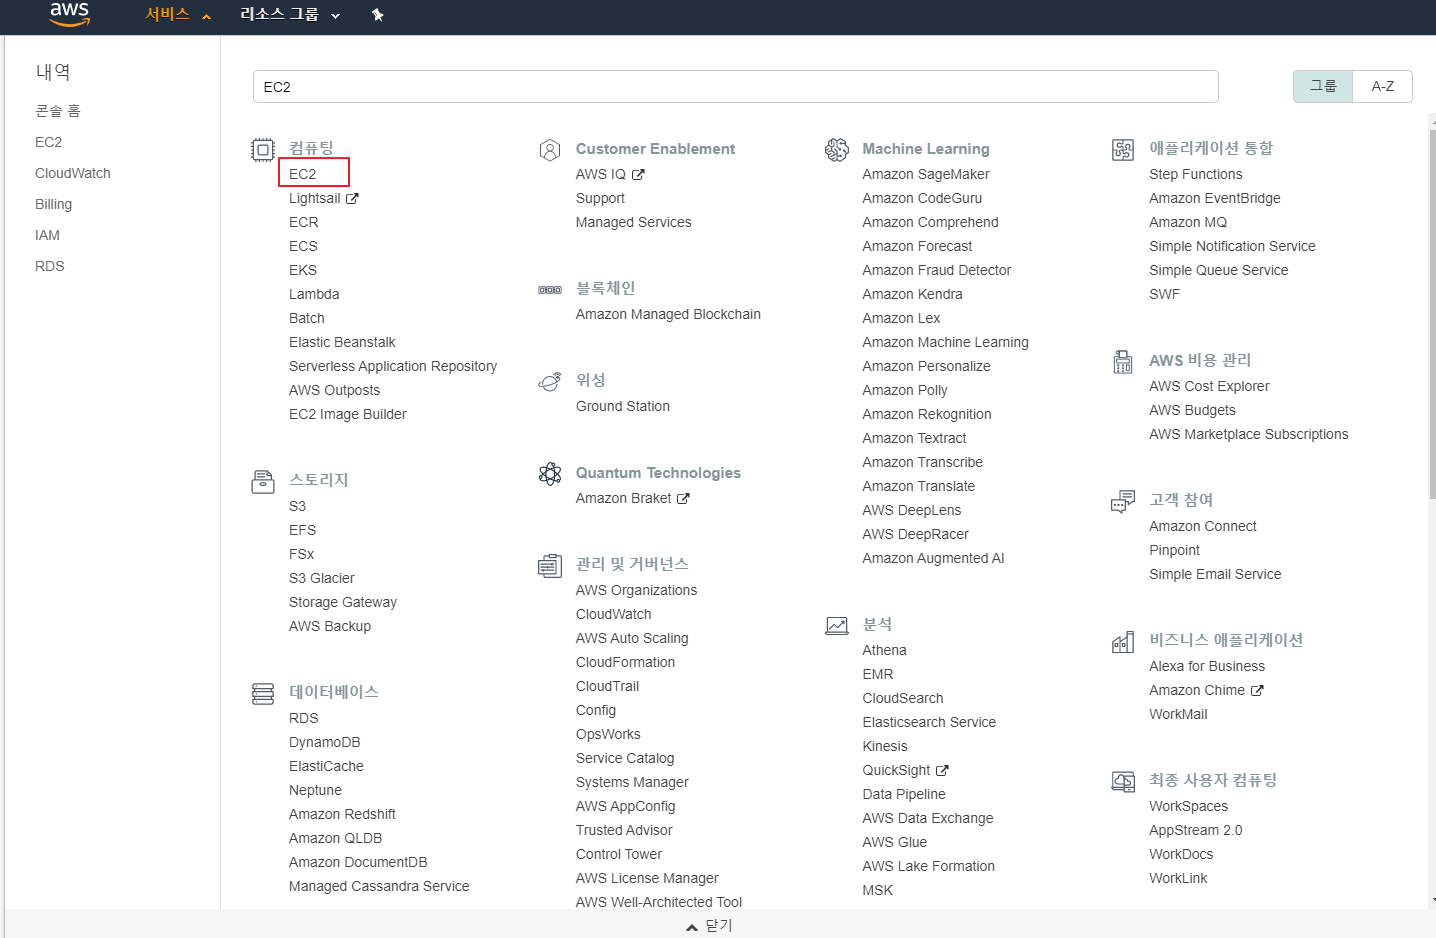 aws
서비스
리소스 그룹
내역
콘솔 홈
EC2
CloudWatch
Billing
IAM
RDS
EC2
그룹
A-Z
컴퓨팅
EC2
Lightsail
ECR
ECS
EKS
Lambda
Batch
Elastic Beanstalk
Serverless Application Repository
AWS Outposts
EC2 Image Builder
스토리지
S3
EFS
FSx
S3 Glacier
Storage Gateway
AWS Backup
데이터베이스
RDS
DynamoDB
ElastiCache
Neptune
Amazon Redshift
Amazon QLDB
Amazon DocumentDB
Managed Cassandra Service
Customer Enablement
AWS IQ
Support
Managed Services
블록체인
Amazon Managed Blockchain
위성
Ground Station
Quantum Technologies
Amazon Braket
관리 및 거버넌스
AWS Organizations
CloudWatch
AWS Auto Scaling
CloudFormation
CloudTrail
Config
OpsWorks
Service Catalog
Systems Manager
AWS AppConfig
Trusted Advisor
Control Tower
AWS License Manager
AWS Well-Architected Tool
Machine Learning
Amazon SageMaker
Amazon CodeGuru
Amazon Comprehend
Amazon Forecast
Amazon Fraud Detector
Amazon Kendra
Amazon Lex
Amazon Machine Learning
Amazon Personalize
Amazon Polly
Amazon Rekognition
Amazon Textract
Amazon Transcribe
Amazon Translate
AWS DeepLens
AWS DeepRacer
Amazon Augmented AI
분석
Athena
EMR
CloudSearch
Elasticsearch Service
Kinesis
QuickSight
Data Pipeline
AWS Data Exchange
AWS Glue
AWS Lake Formation
MSK
애플리케이션 통합
Step Functions
Amazon EventBridge
Amazon MQ
Simple Notification Service
Simple Queue Service
SWF
AWS 비용 관리
AWS Cost Explorer
AWS Budgets
AWS Marketplace Subscriptions
고객 참여
Amazon Connect
Pinpoint
Simple Email Service
비즈니스 애플리케이션
Alexa for Business
Amazon Chime
WorkMail
최종 사용자 컴퓨팅
WorkSpaces
AppStream 2.0
WorkDocs
WorkLink
닫기